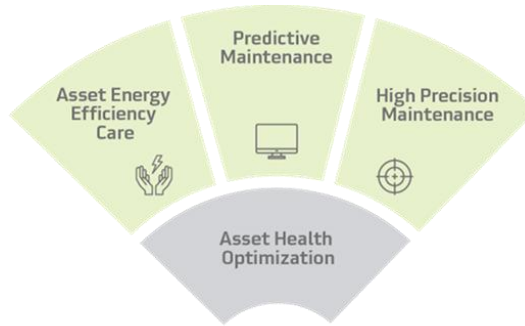 Asset Energy
Efficiency
Care
Predictive
Maintenance
High Precision
Maintenance
Asset Health
Optimization